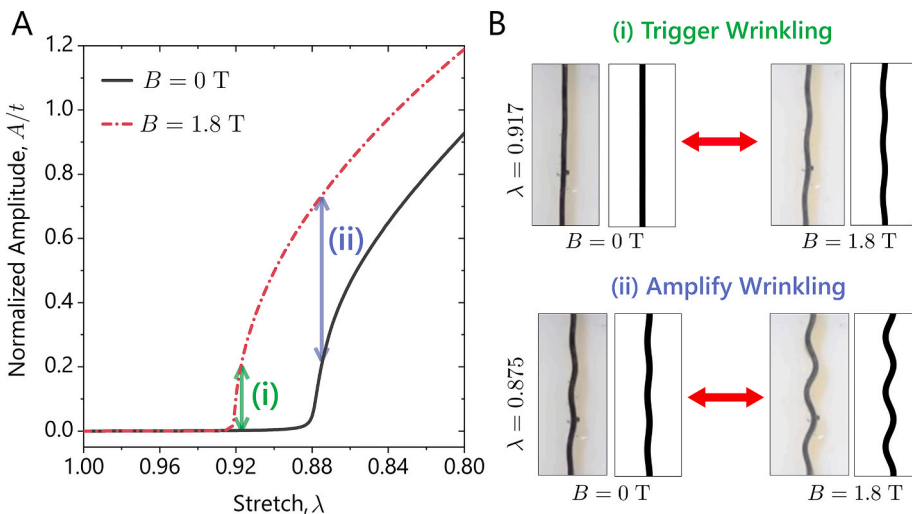 A
Normalized Amplitude, A/t
1.2
1.0
0.8
0.6
0.4
0.2
0.0
B = 0 T
B = 1.8 T
(i)
(ii)
1.00
0.96
0.92
0.88
0.84
0.80
Stretch, λ
B
(i) Trigger Wrinkling
λ = 0.917
B = 0 T
B = 1.8 T
(ii) Amplify Wrinkling
λ = 0.875
B = 0 T
B = 1.8 T